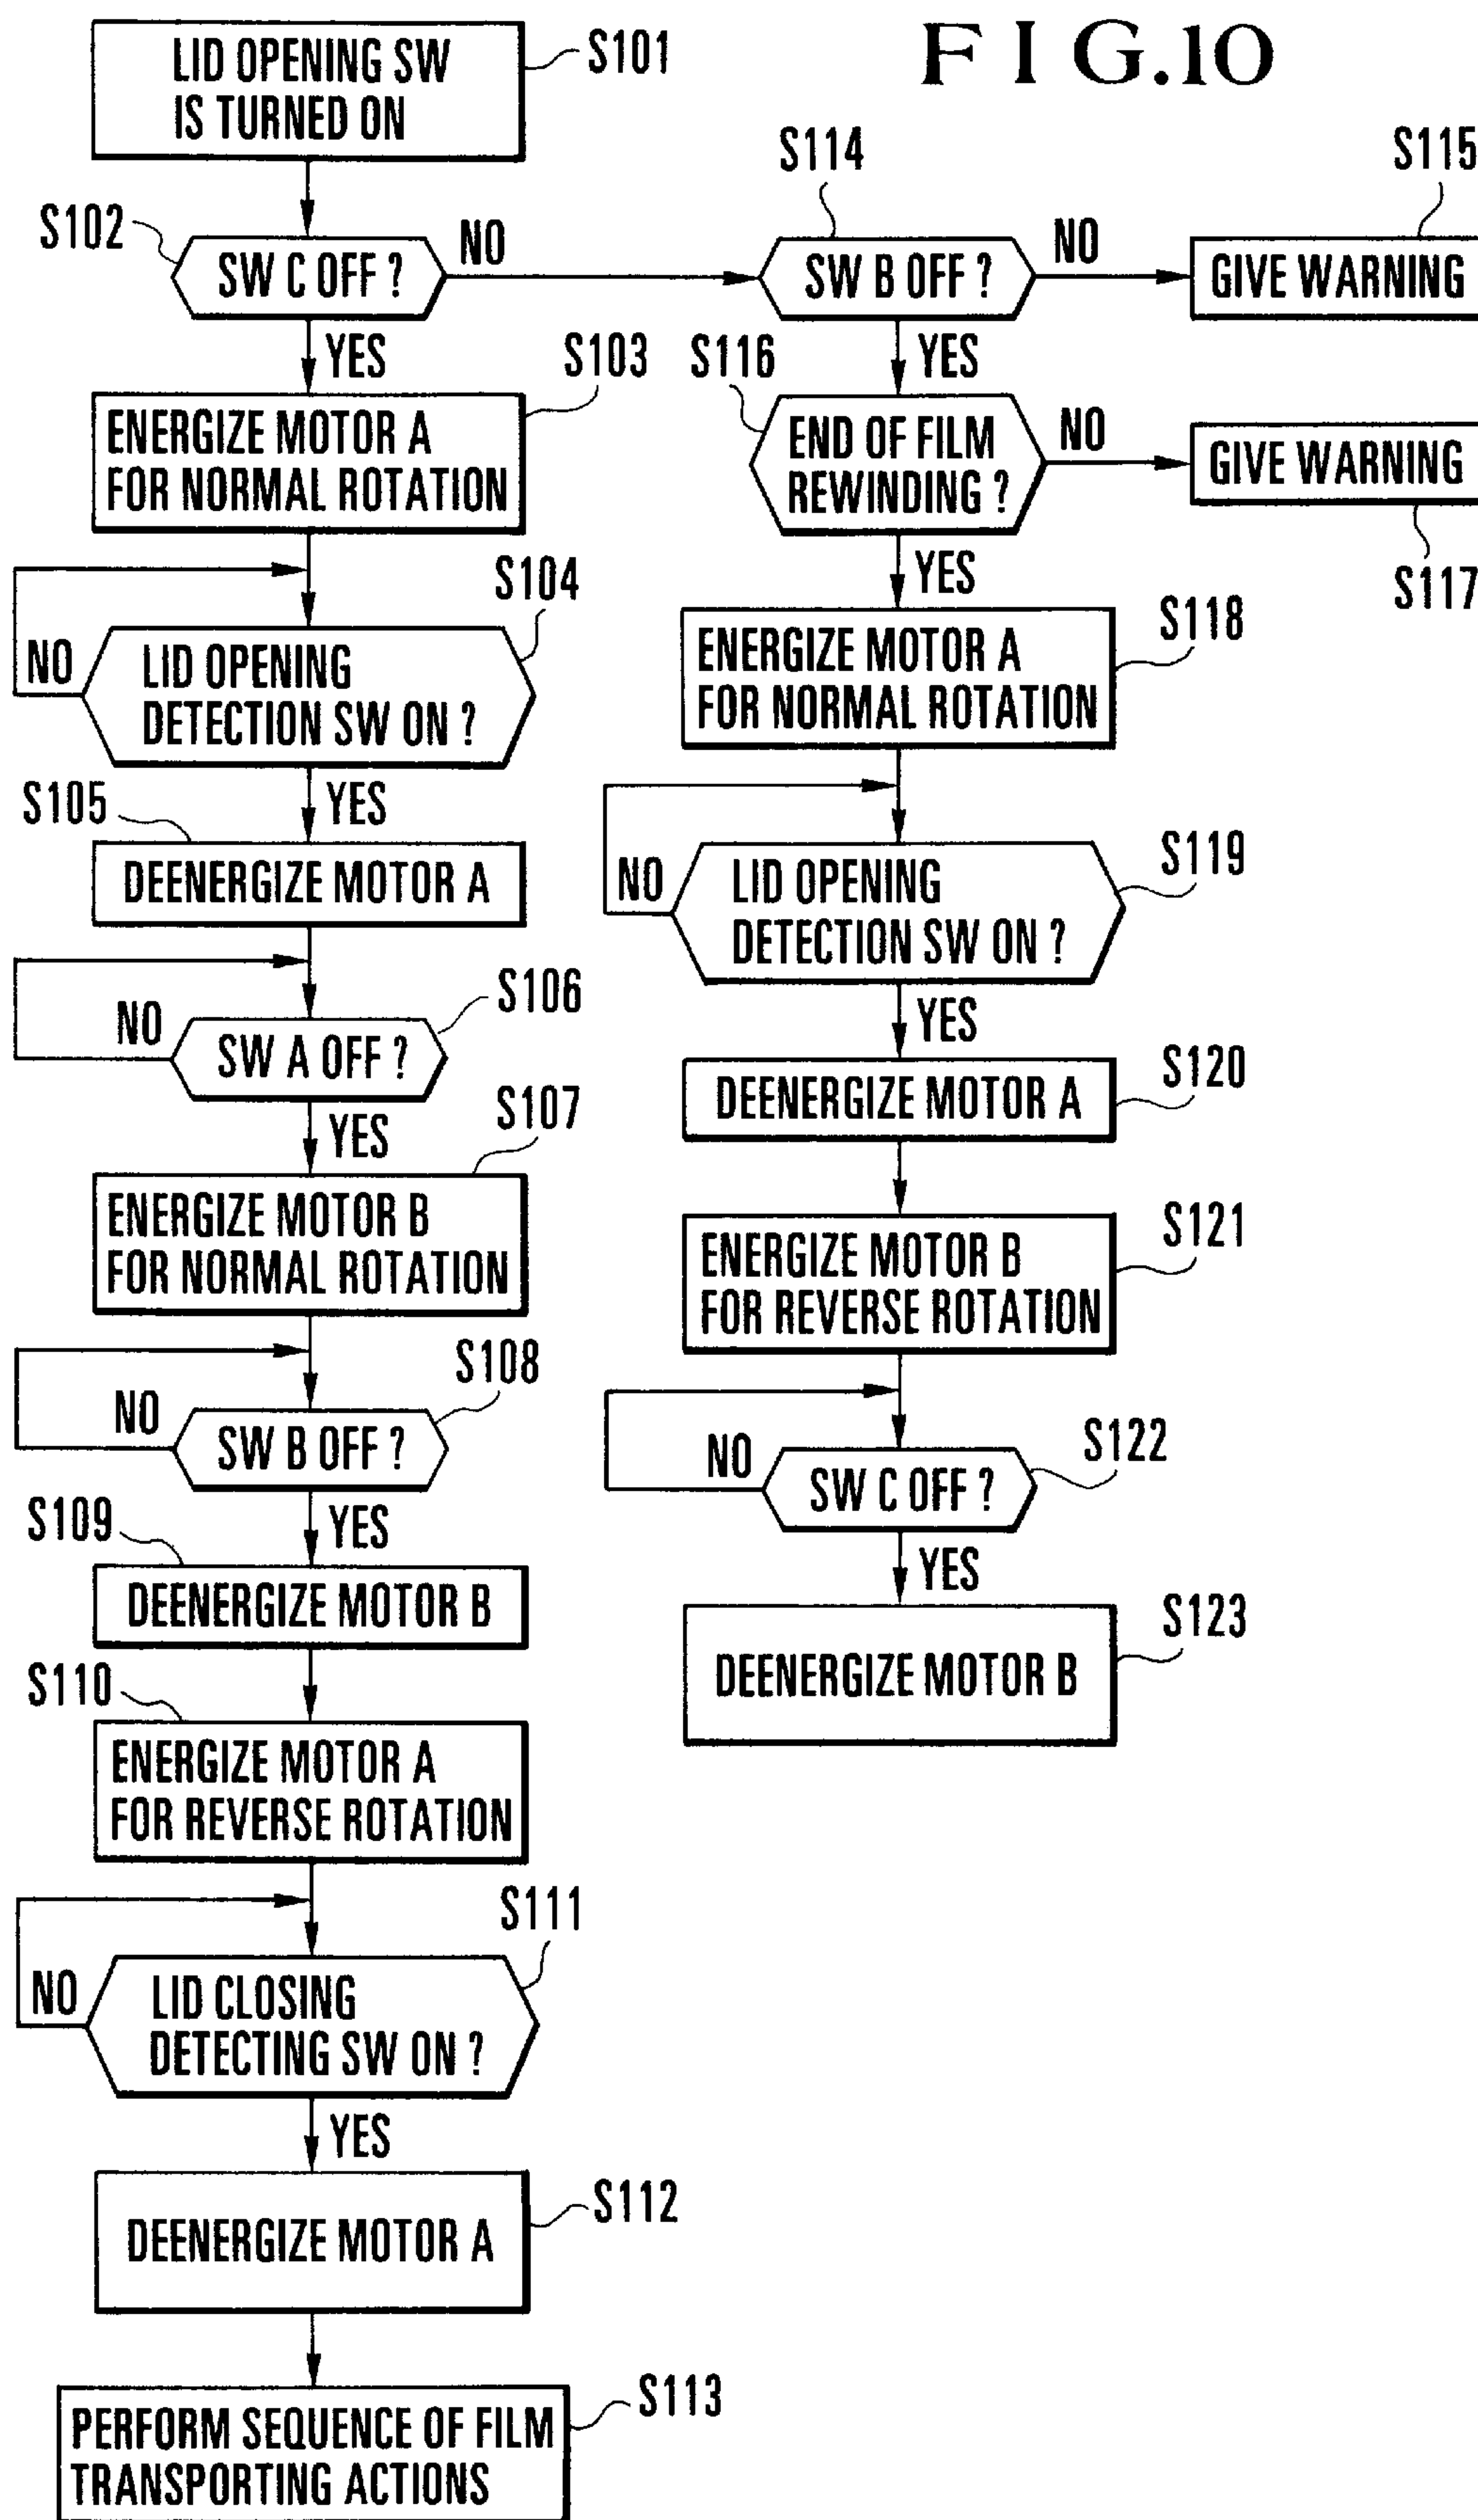 F I G.10
LID OPENING SW
IS TURNED ON
S101
S102
SW C OFF ?
NO
YES
S103
ENERGIZE MOTOR A
FOR NORMAL ROTATION
S104
NO
LID OPENING
DETECTION SW ON ?
YES
S105
DEENERGIZE MOTOR A
S106
NO
SW A OFF ?
YES
S107
ENERGIZE MOTOR B
FOR NORMAL ROTATION
S108
NO
SW B OFF ?
YES
S109
DEENERGIZE MOTOR B
S110
ENERGIZE MOTOR A
FOR REVERSE ROTATION
S111
NO
LID CLOSING
DETECTING SW ON ?
YES
S112
DEENERGIZE MOTOR A
S113
PERFORM SEQUENCE OF FILM
TRANSPORTING ACTIONS
S114
SW B OFF ?
NO
S115
GIVE WARNING
YES
S116
END OF FILM
REWINDING ?
NO
GIVE WARNING
S117
YES
S118
ENERGIZE MOTOR A
FOR NORMAL ROTATION
S119
NO
LID OPENING
DETECTION SW ON ?
YES
S120
DEENERGIZE MOTOR A
S121
ENERGIZE MOTOR B
FOR REVERSE ROTATION
S122
NO
SW C OFF ?
YES
S123
DEENERGIZE MOTOR B